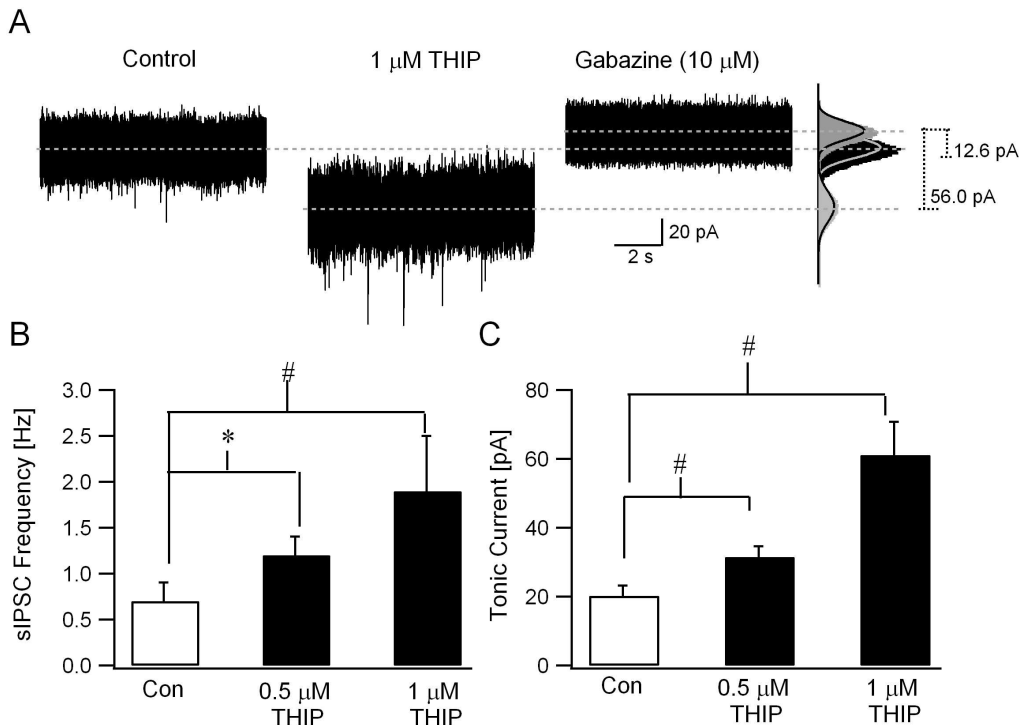 A
Control
1 μM THIP
Gabazine (10 μM)
12.6 pA
56.0 pA
20 pA
2 s
B
#
*
sIPSC Frequency [Hz]
3.0
2.5
2.0
1.5
1.0
0.5
0.0
Con
0.5 μM
THIP
1 μM
THIP
C
#
#
Tonic Current [pA]
80
60
40
20
0
Con
0.5 μM
THIP
1 μM
THIP